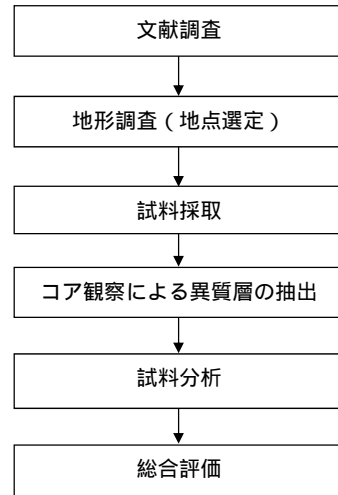 文献調査
地形調査(地点選定)
試料採取
コア観察による異質層の抽出
試料分析
総合評価